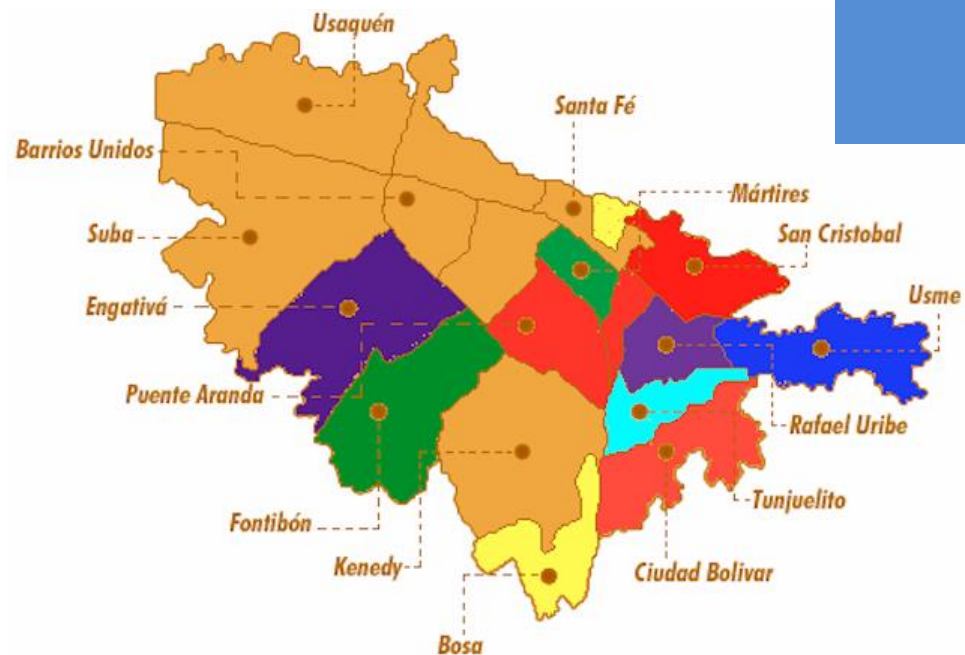 Usaquén
Santa Fé
Barrios Unidos
Mártires
Suba
San Cristobal
Engativá
Usme
Puente Aranda
Rafael Uribe
Tunjuelito
Fontibón
Kenedy
Ciudad Bolivar
Bosa